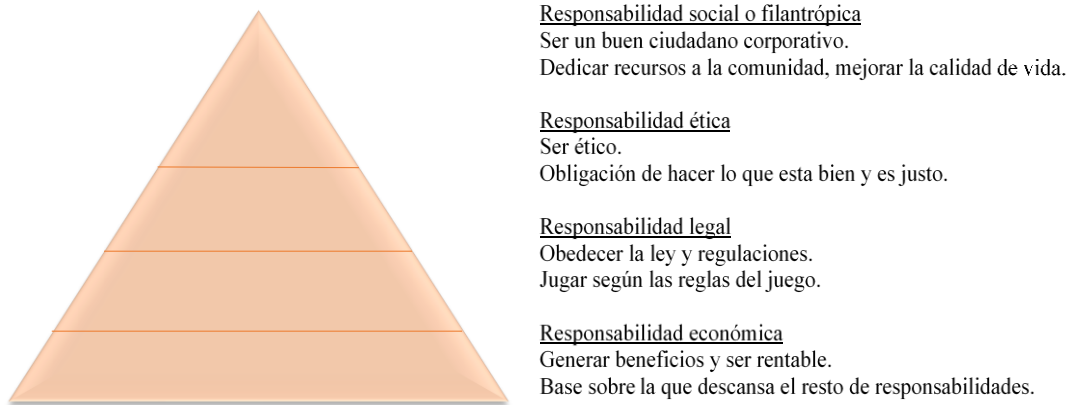 Responsabilidad social o filantrópica
Ser un buen ciudadano corporativo.
Dedicar recursos a la comunidad, mejorar la calidad de vida.
Responsabilidad ética
Ser ético.
Obligación de hacer lo que esta bien y es justo.
Responsabilidad legal
Obedecer la ley y regulaciones.
Jugar según las reglas del juego.
Responsabilidad económica
Generar beneficios y ser rentable.
Base sobre la que descansa el resto de responsabilidades.